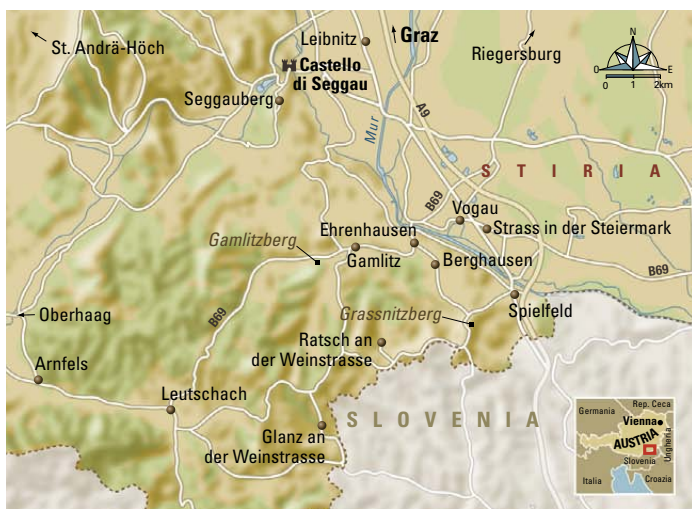 St. Andrä-Höch
Leibnitz
Graz
Riegersburg
N
O
E
0 1 2km
Castello
di Seggau
Seggauberg
A9
Mur
STIRIA
B69
Vogau
Strass in der Steiermark
Ehrenhausen
Gamlitzberg
Gamlitz
Berghausen
B69
B69
Oberhaag
Grassnitzberg
Spielfeld
Ratsch an
der Weinstrasse
Arnfels
Leutschach
SLOVENIA
Glanz an
der Weinstrasse
Rep. Ceca
Germania
Vienna
AUSTRIA
Ungheria
Slovenia
Italia
Croazia